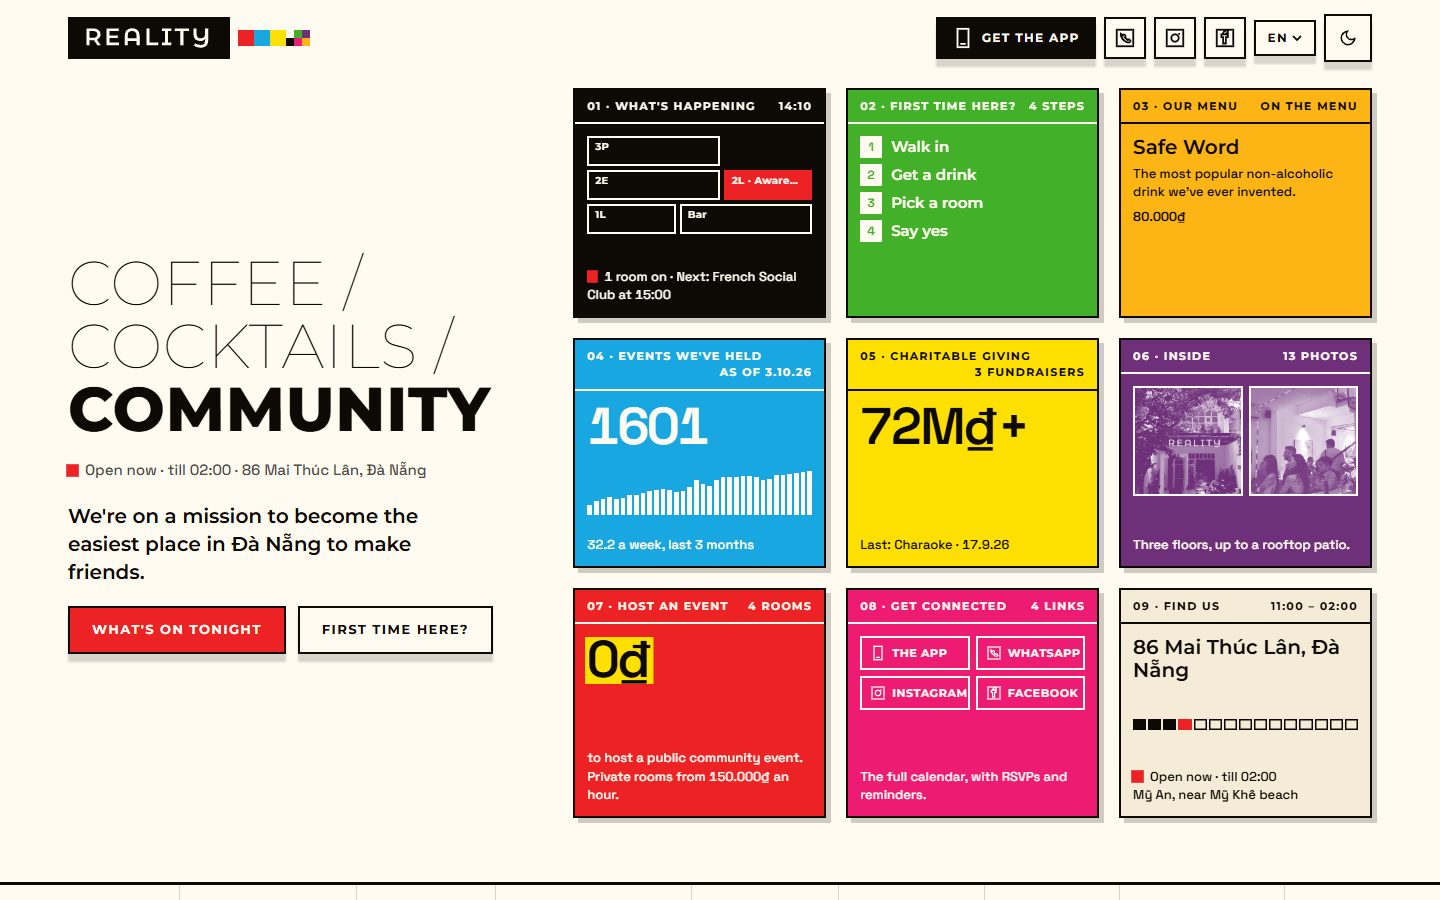 REALITY
GET THE APP
EN
COFFEE /
COCKTAILS /
COMMUNITY
Open now · till 02:00 · 86 Mai Thúc Lân, Đà Nẵng
We're on a mission to become the
easiest place in Đà Nẵng to make
friends.
WHAT'S ON TONIGHT
FIRST TIME HERE?
01 · WHAT'S HAPPENING 14:10
3P
2E
2L · Aware...
1L
Bar
1 room on · Next: French Social
Club at 15:00
02 · FIRST TIME HERE? 4 STEPS
1 Walk in
2 Get a drink
3 Pick a room
4 Say yes
03 · OUR MENU ON THE MENU
Safe Word
The most popular non-alcoholic
drink we've ever invented.
80.000₫
04 · EVENTS WE'VE HELD
AS OF 3.10.26
1601
32.2 a week, last 3 months
05 · CHARITABLE GIVING
3 FUNDRAISERS
72M₫+
Last: Charaoke · 17.9.26
06 · INSIDE 13 PHOTOS
REALITY
Three floors, up to a rooftop patio.
07 · HOST AN EVENT 4 ROOMS
0₫
to host a public community event.
Private rooms from 150.000₫ an
hour.
08 · GET CONNECTED 4 LINKS
THE APP
WHATSAPP
INSTAGRAM
FACEBOOK
The full calendar, with RSVPs and
reminders.
09 · FIND US 11:00 – 02:00
86 Mai Thúc Lân, Đà
Nẵng
Open now · till 02:00
Mỹ An, near Mỹ Khê beach